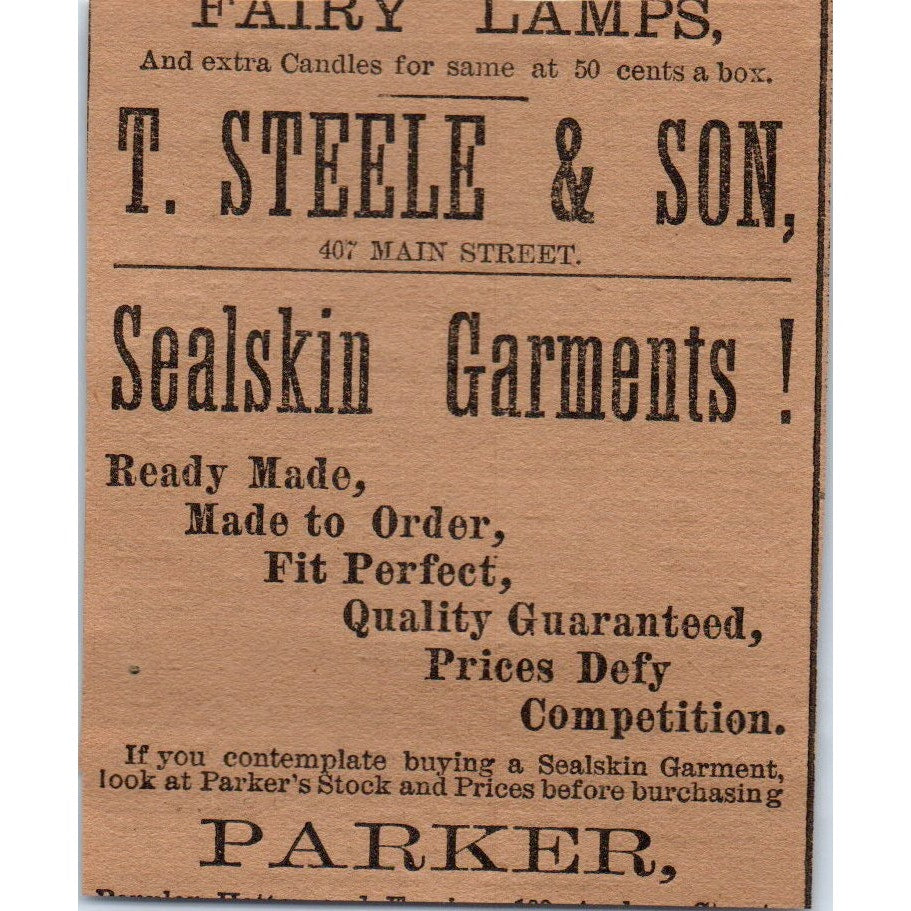 FAIRY LAMPS,
And extra Candles for same at 50 cents a box.
T. STEELE & SON,
407 MAIN STREET.
Sealskin Garments !
Ready Made,
Made to Order,
Fit Perfect,
Quality Guaranteed,
Prices Defy
Competition.
If you contemplate buying a Sealskin Garment,
look at Parker's Stock and Prices before burchasing
PARKER,